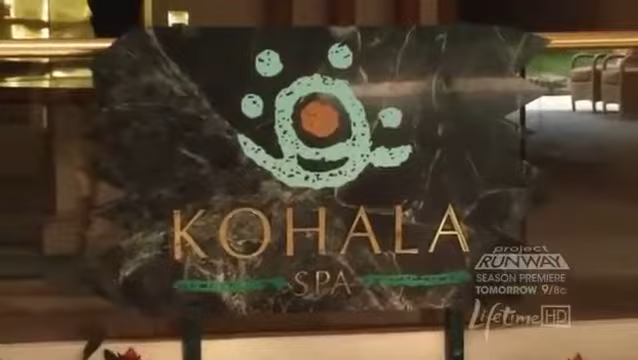 KOHALA
SPA
project
RUNWAY
SEASON PREMIERE
TOMORROW 9/8c
Lifetime HD